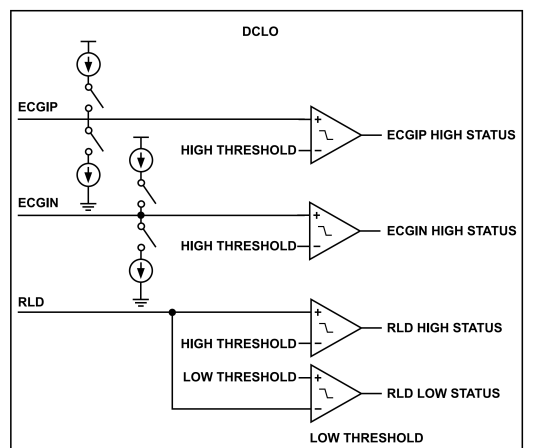 DCLO
ECGIP
+
ECGIP HIGH STATUS
HIGH THRESHOLD
−
ECGIN
+
ECGIN HIGH STATUS
HIGH THRESHOLD
−
RLD
+
RLD HIGH STATUS
HIGH THRESHOLD
−
LOW THRESHOLD
+
RLD LOW STATUS
−
LOW THRESHOLD